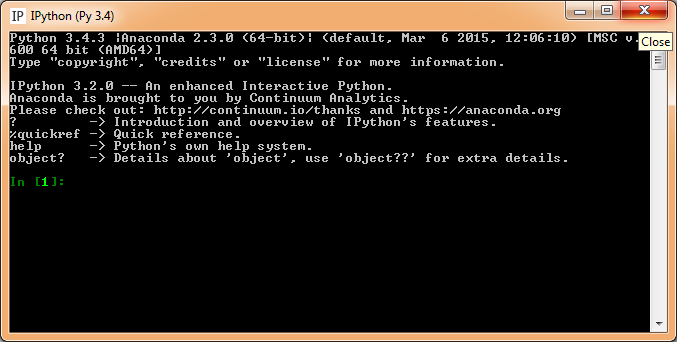 IP IPython (Py 3.4)
Close
Python 3.4.3 |Anaconda 2.3.0 (64-bit)| (default, Mar  6 2015, 12:06:10) [MSC v.
600 64 bit (AMD64)]
Type "copyright", "credits" or "license" for more information.
IPython 3.2.0 -- An enhanced Interactive Python.
Anaconda is brought to you by Continuum Analytics.
Please check out: http://continuum.io/thanks and https://anaconda.org
?         -> Introduction and overview of IPython's features.
%quickref -> Quick reference.
help      -> Python's own help system.
object?   -> Details about 'object', use 'object??' for extra details.
In [1]: